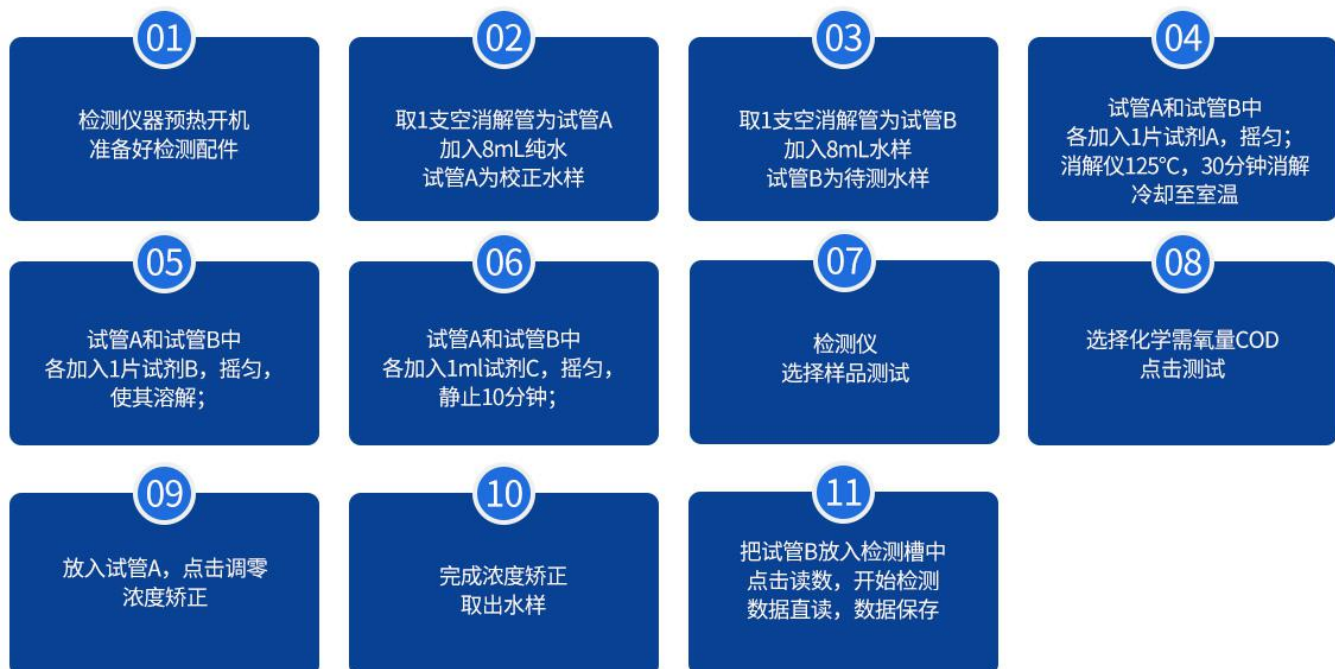 01
检测仪器预热开机
准备好检测配件
02
取1支空消解管为试管A
加入8mL纯水
试管A为校正水样
03
取1支空消解管为试管B
加入8mL水样
试管B为待测水样
04
试管A和试管B中
各加入1片试剂A，摇匀；
消解仪125°C，30分钟消解
冷却至室温
05
试管A和试管B中
各加入1片试剂B，摇匀，
使其溶解；
06
试管A和试管B中
各加入1ml试剂C，摇匀，
静止10分钟；
07
检测仪
选择样品测试
08
选择化学需氧量COD
点击测试
09
放入试管A，点击调零
浓度矫正
10
完成浓度矫正
取出水样
11
把试管B放入检测槽中
点击读数，开始检测
数据直读，数据保存